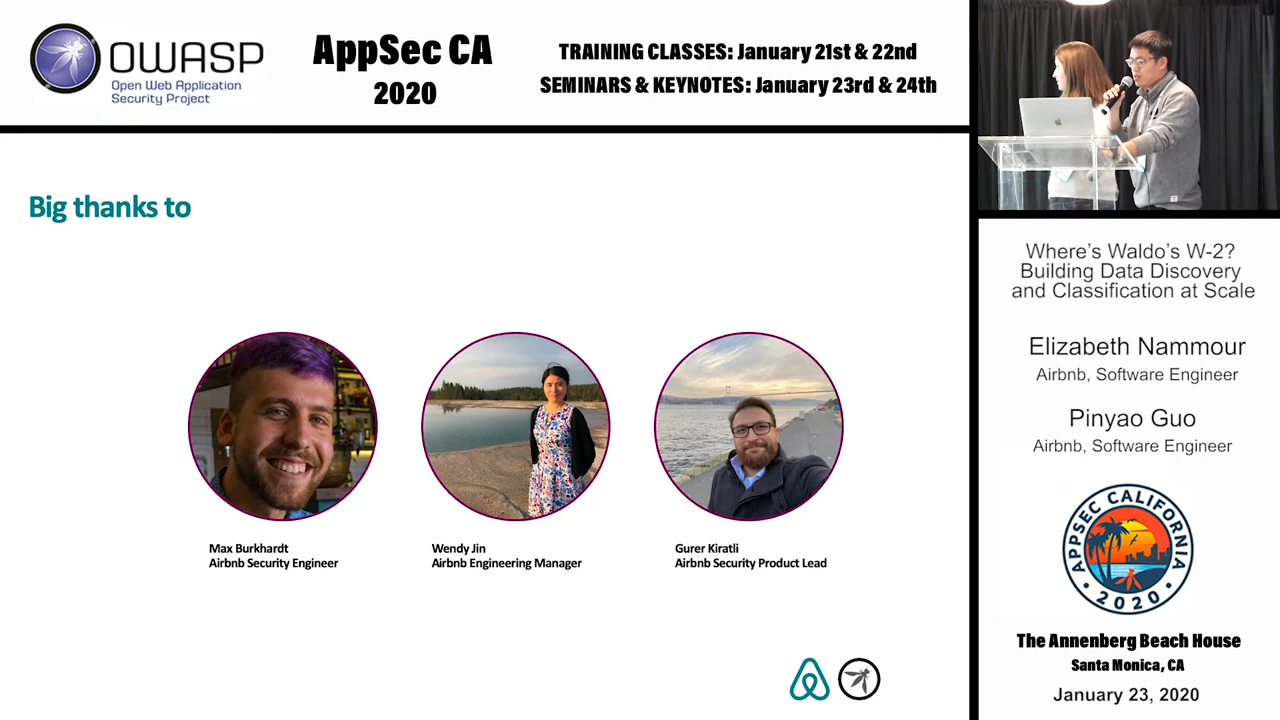 OWASP
Open Web Application
Security Project
AppSec CA
2020
TRAINING CLASSES: January 21st & 22nd
SEMINARS & KEYNOTES: January 23rd & 24th
Big thanks to
Max Burkhardt
Airbnb Security Engineer
Wendy Jin
Airbnb Engineering Manager
Gurer Kiratli
Airbnb Security Product Lead
Where's Waldo's W-2?
Building Data Discovery
and Classification at Scale
Elizabeth Nammour
Airbnb, Software Engineer
Pinyao Guo
Airbnb, Software Engineer
APPSEC CALIFORNIA
• 2020 •
The Annenberg Beach House
Santa Monica, CA
January 23, 2020